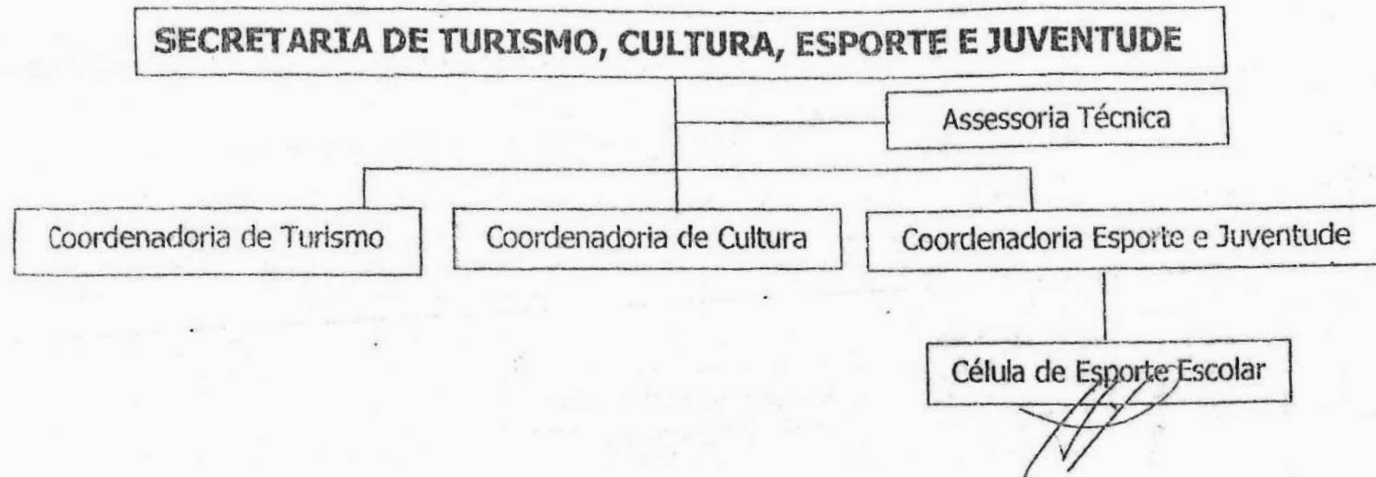 SECRETARIA DE TURISMO, CULTURA, ESPORTE E JUVENTUDE
Assessoria Técnica
Coordenadoria de Turismo
Coordenadoria de Cultura
Coordenadoria Esporte e Juventude
Célula de Esporte Escolar